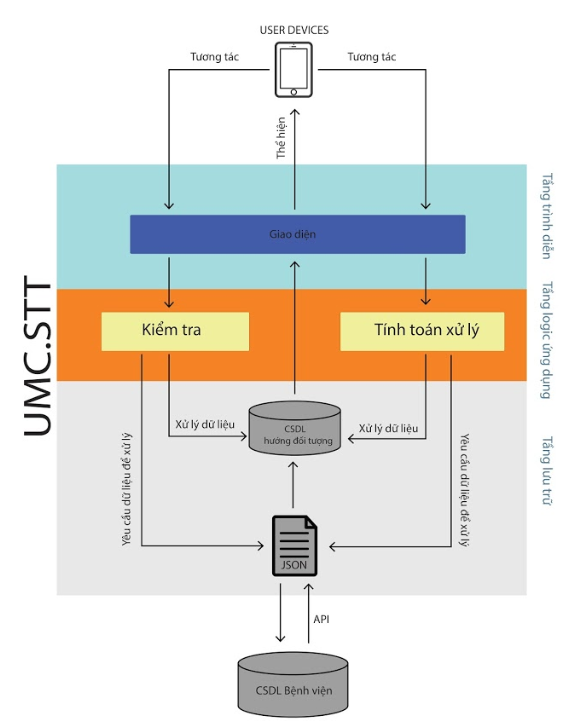 USER DEVICES
Tương tác
Tương tác
Thể hiện
Tầng trình diễn
Giao diện
UMC.STT
Tầng logic ứng dụng
Kiểm tra
Tính toán xử lý
CSDL
hướng đối tượng
Xử lý dữ liệu
Xử lý dữ liệu
Tầng lưu trữ
Yêu cầu dữ liệu để xử lý
Yêu cầu dữ liệu để xử lý
JSON
API
CSDL Bệnh viện